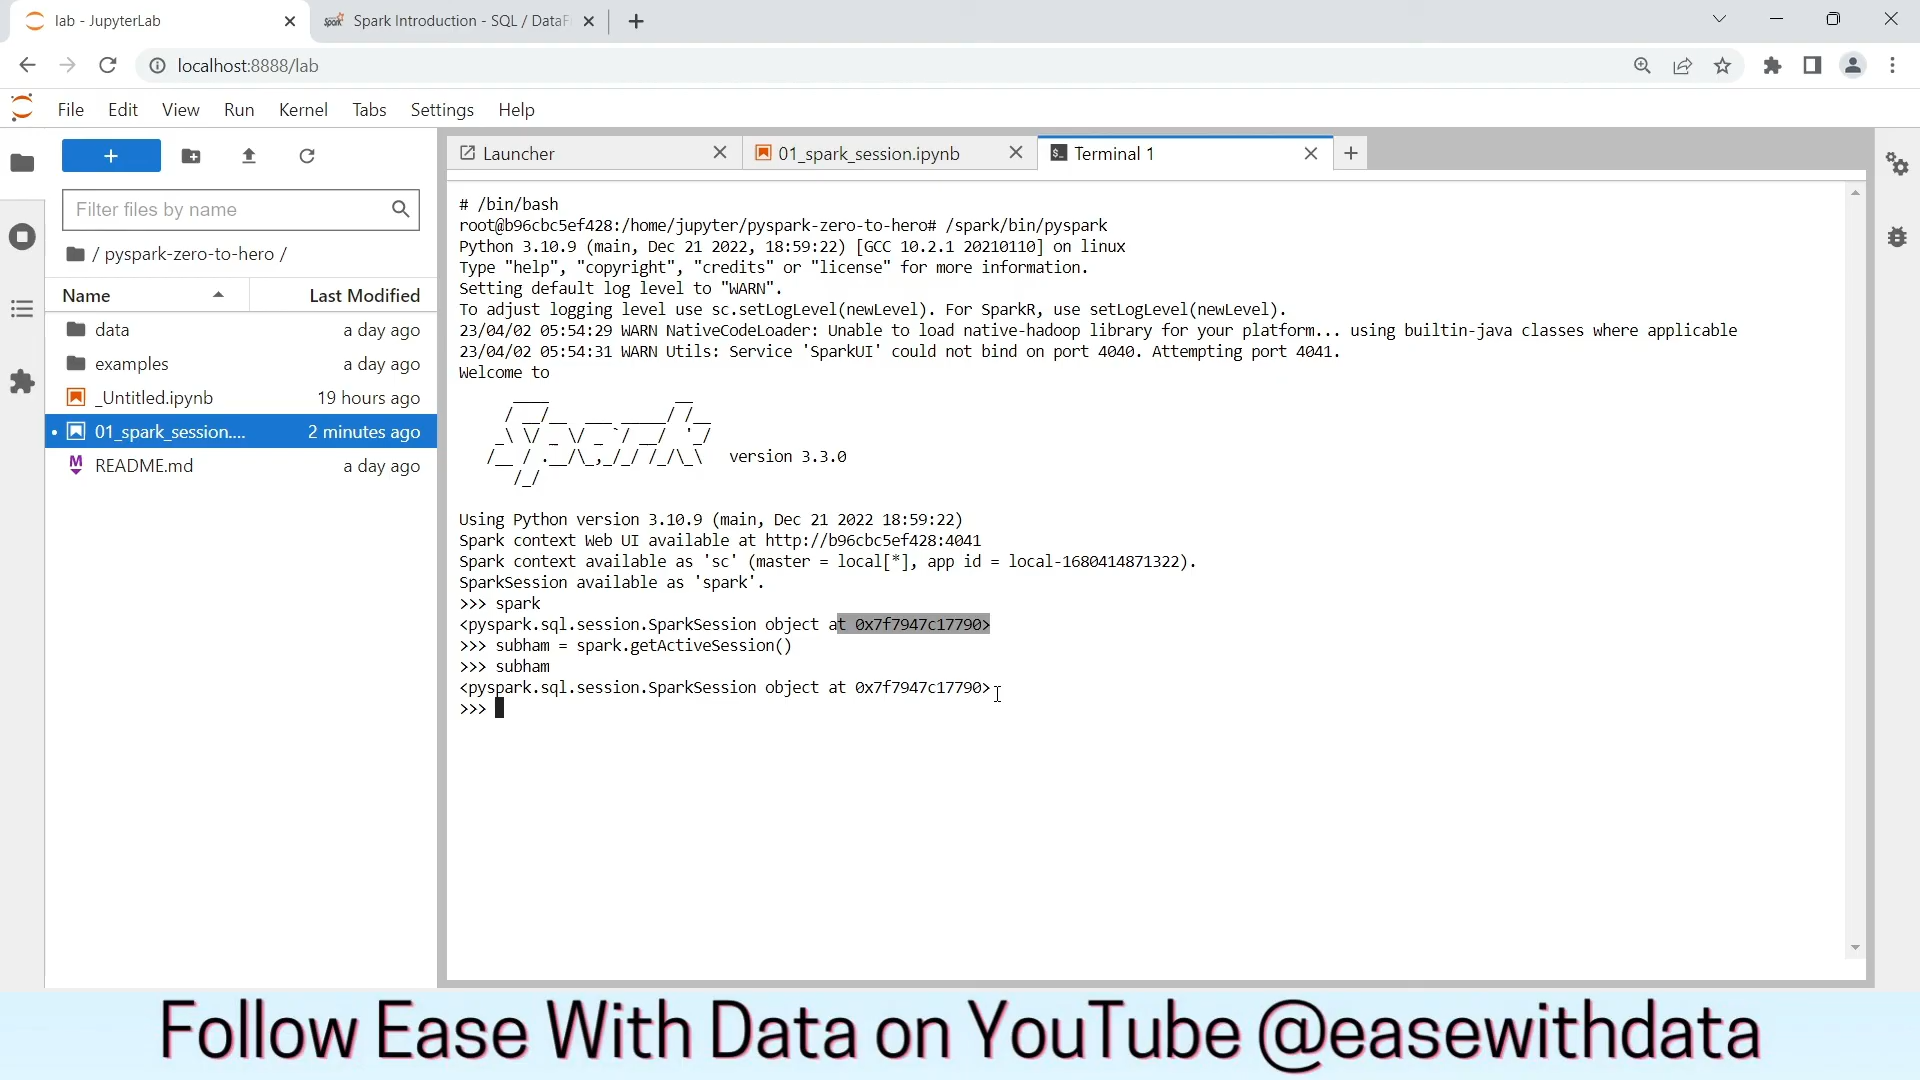 lab - JupyterLab
Spark Introduction - SQL / DataF
localhost:8888/lab
File Edit View Run Kernel Tabs Settings Help
+
Filter files by name
/ pyspark-zero-to-hero /
Name Last Modified
data a day ago
examples a day ago
_Untitled.ipynb 19 hours ago
01_spark_session.... 2 minutes ago
README.md a day ago
Launcher
01_spark_session.ipynb
Terminal 1
# /bin/bash
root@b96cbc5ef428:/home/jupyter/pyspark-zero-to-hero# /spark/bin/pyspark
Python 3.10.9 (main, Dec 21 2022, 18:59:22) [GCC 10.2.1 20210110] on linux
Type "help", "copyright", "credits" or "license" for more information.
Setting default log level to "WARN".
To adjust logging level use sc.setLogLevel(newLevel). For SparkR, use setLogLevel(newLevel).
23/04/02 05:54:29 WARN NativeCodeLoader: Unable to load native-hadoop library for your platform... using builtin-java classes where applicable
23/04/02 05:54:31 WARN Utils: Service 'SparkUI' could not bind on port 4040. Attempting port 4041.
Welcome to
Spark version 3.3.0
Using Python version 3.10.9 (main, Dec 21 2022 18:59:22)
Spark context Web UI available at http://b96cbc5ef428:4041
Spark context available as 'sc' (master = local[*], app id = local-1680414871322).
SparkSession available as 'spark'.
>>> spark
<pyspark.sql.session.SparkSession object at 0x7f7947c17790>
>>> subham = spark.getActiveSession()
>>> subham
<pyspark.sql.session.SparkSession object at 0x7f7947c17790>
>>>
Follow Ease With Data on YouTube @easewithdata